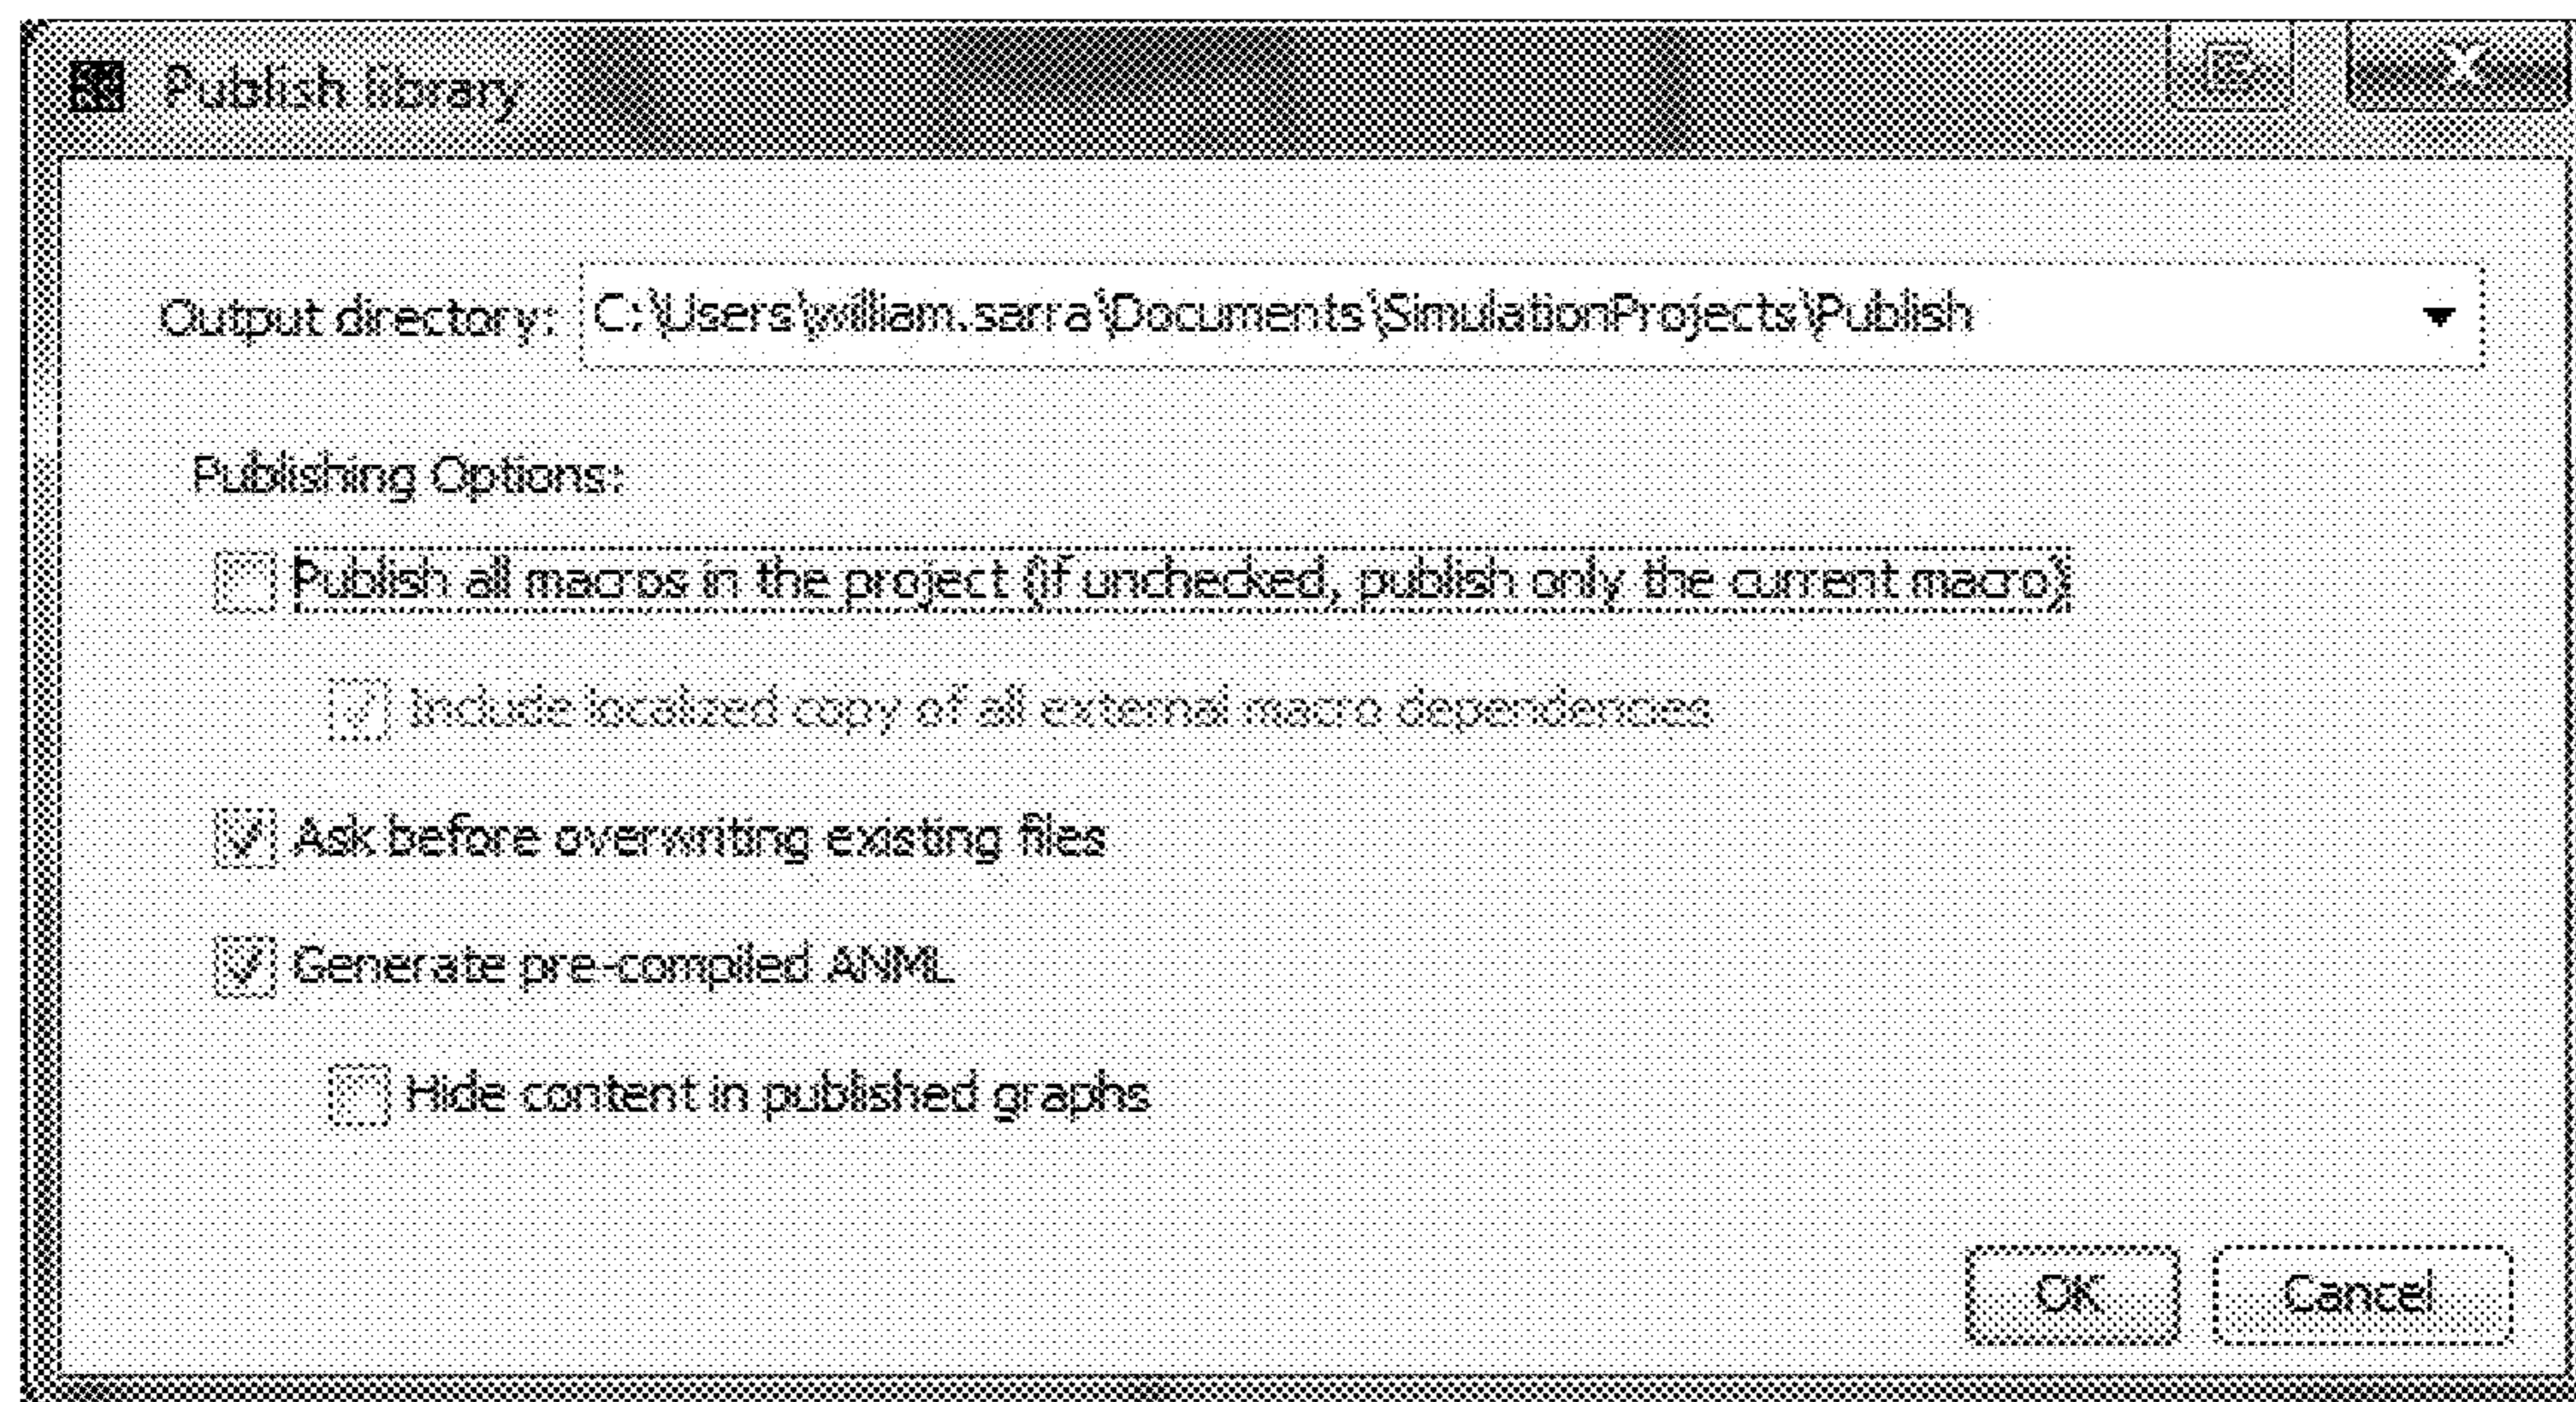 Publish library
Output directory: C:\Users\william.sarra\Documents\SimulationProjects\Publish
Publishing Options:
Publish all macros in the project (if unchecked, publish only the current macro)
Include localized copy of all external macro dependencies
Ask before overwriting existing files
Generate pre-compiled ANML
Hide content in published graphs
OK Cancel